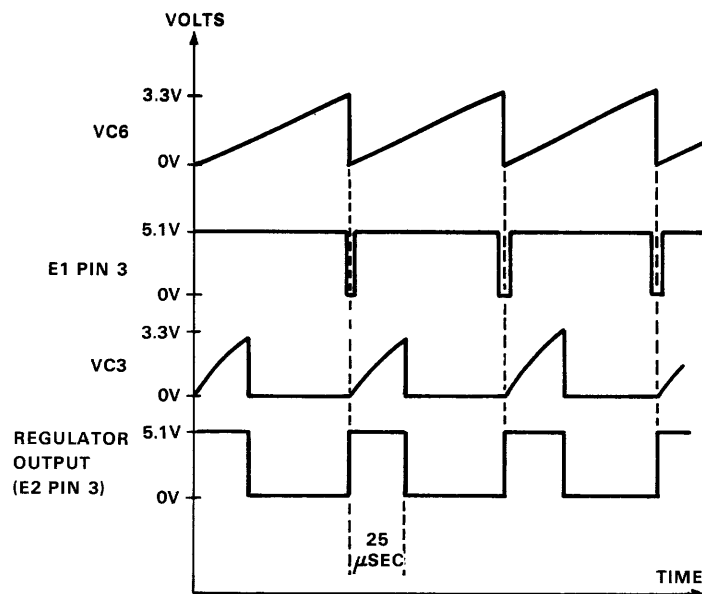 VOLTS
3.3V
VC6
0V
5.1V
E1 PIN 3
0V
3.3V
VC3
0V
5.1V
REGULATOR
OUTPUT
(E2 PIN 3)
0V
25
μSEC
TIME